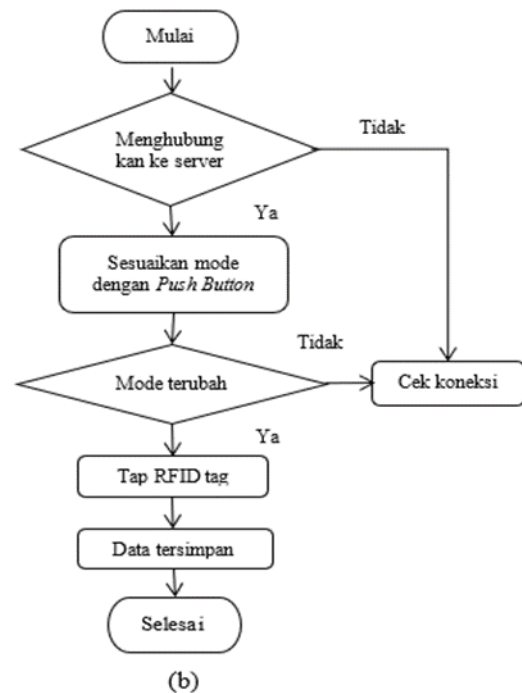 Mulai
Menghubung
kan ke server
Tidak
Ya
Sesuaikan mode
dengan Push Button
Tidak
Mode terubah
Cek koneksi
Ya
Tap RFID tag
Data tersimpan
Selesai
(b)